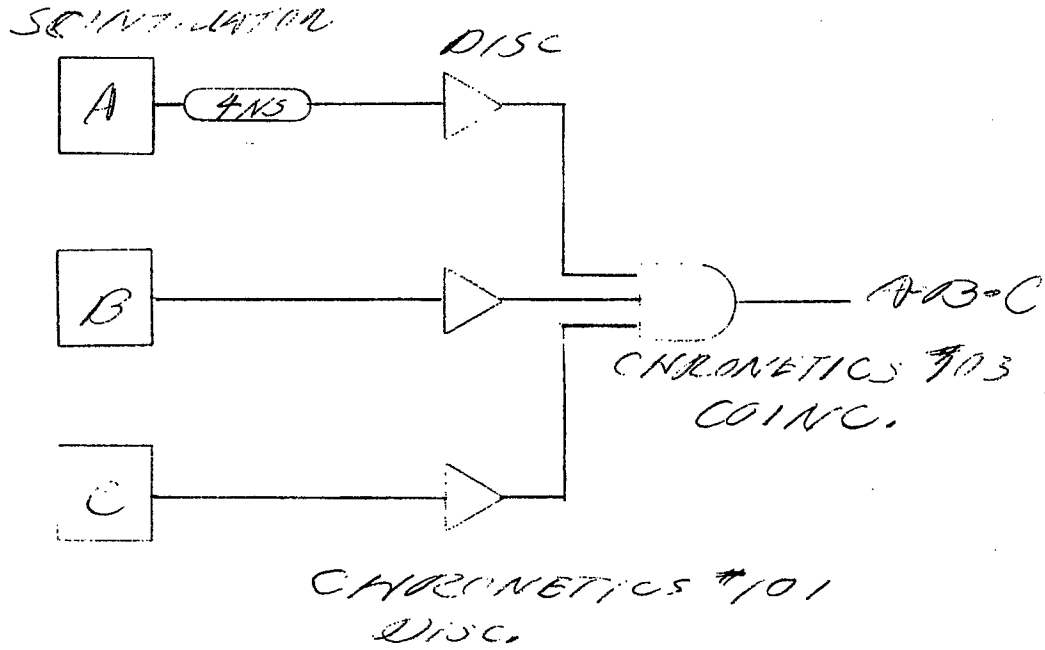 SCINTILLATOR
DISC
A
4NS
B
A·B·C
CHRONETICS #103
COINC.
C
CHRONETICS #101
DISC.